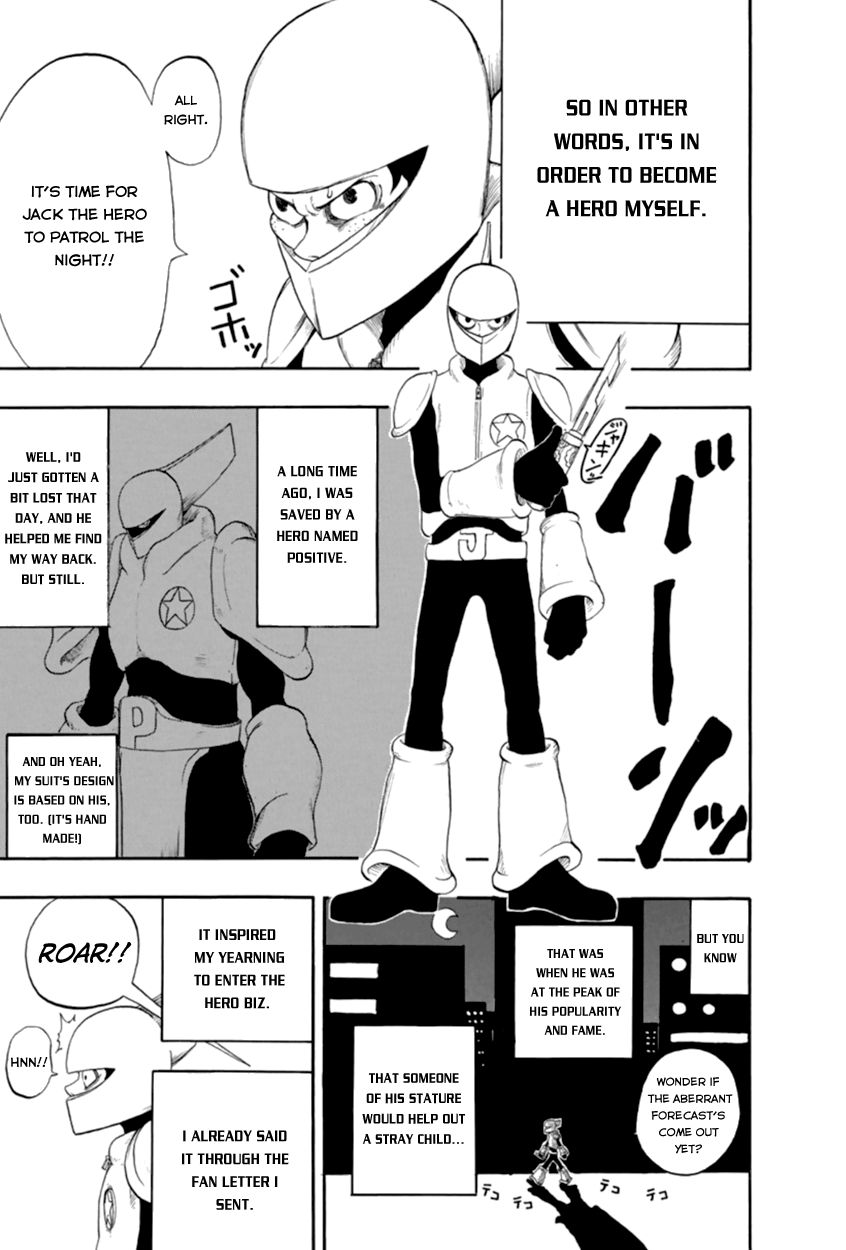 SO IN OTHER
WORDS, IT'S IN
ORDER TO BECOME
A HERO MYSELF.
ALL
RIGHT.
IT'S TIME FOR
JACK THE HERO
TO PATROL THE
NIGHT!!
ゴホッ
ジャキンッ
バーンッ
J
A LONG TIME
AGO, I WAS
SAVED BY A
HERO NAMED
POSITIVE.
WELL, I'D
JUST GOTTEN A
BIT LOST THAT
DAY, AND HE
HELPED ME FIND
MY WAY BACK.
BUT STILL.
P
AND OH YEAH,
MY SUIT'S DESIGN
IS BASED ON HIS,
TOO. (IT'S HAND
MADE!)
BUT YOU
KNOW
THAT WAS
WHEN HE WAS
AT THE PEAK OF
HIS POPULARITY
AND FAME.
THAT SOMEONE
OF HIS STATURE
WOULD HELP OUT
A STRAY CHILD...
WONDER IF
THE ABERRANT
FORECAST'S
COME OUT
YET?
テコ テコ テコ テコ
IT INSPIRED
MY YEARNING
TO ENTER THE
HERO BIZ.
ROAR!!
HNN!!
I ALREADY SAID
IT THROUGH THE
FAN LETTER I
SENT.